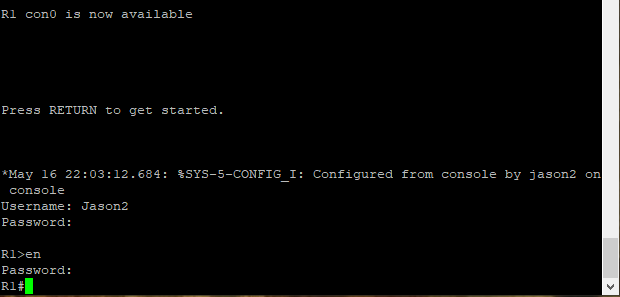 R1 con0 is now available
Press RETURN to get started.
*May 16 22:03:12.684: %SYS-5-CONFIG_I: Configured from console by jason2 on
console
Username: Jason2
Password:
R1>en
Password:
R1#